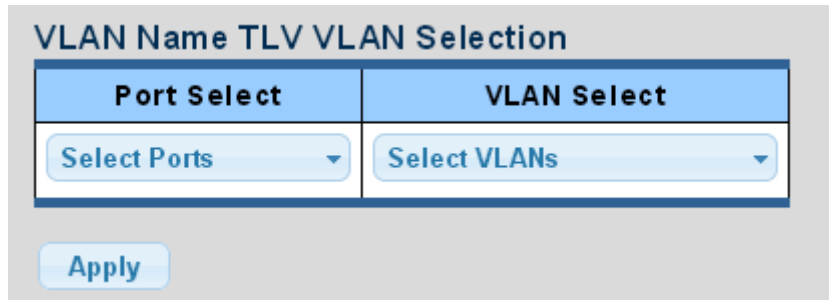 VLAN Name TLV VLAN Selection
Port Select VLAN Select
Select Ports Select VLANs
Apply